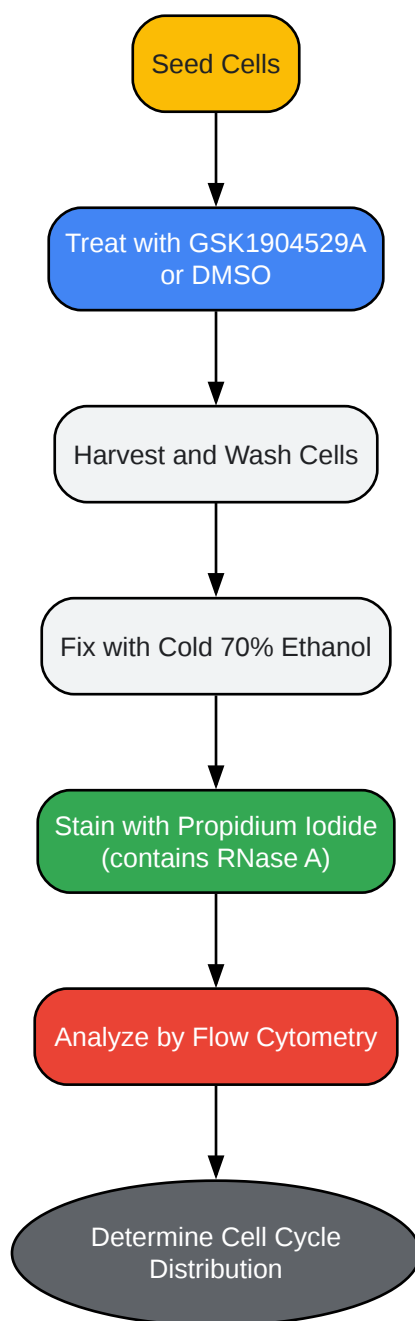 Seed Cells
Treat with GSK1904529A
or DMSO
Harvest and Wash Cells
Fix with Cold 70% Ethanol
Stain with Propidium Iodide
(contains RNase A)
Analyze by Flow Cytometry
Determine Cell Cycle
Distribution